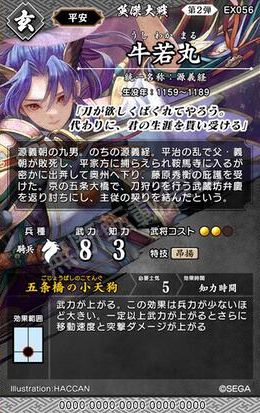 玄
平安
英傑大戦
第2弾
EX056
うしわかまる
牛若丸
統一名称：源義経
生没年：1159～1189
「刀が欲しくばくれてやろう。
代わりに、君の生涯を貰い受ける」
源義朝の九男。のちの源義経。平治の乱で父・義
朝が敗死し、平家方に捕らえられ鞍馬寺に入るが
密かに出奔して奥州へ下り、藤原秀衡の庇護を受
けた。京の五条大橋で、刀狩りを行う武蔵坊弁慶
を返り討ちにし、主従の契りを結んだという。
兵種 武力 知力 武将コスト
騎兵 8 3 特技 昂揚
ごじょうばしのこてんぐ 必要士気 効果時間
五条橋の小天狗 5 知力時間
効果範囲
武力が上がる。この効果は兵力が少ないほ
ど大きい。一定以上武力が上がるとさらに
移動速度と突撃ダメージが上がる
Illustration:HACCAN
©SEGA
0000-0000-0000-0000-0000